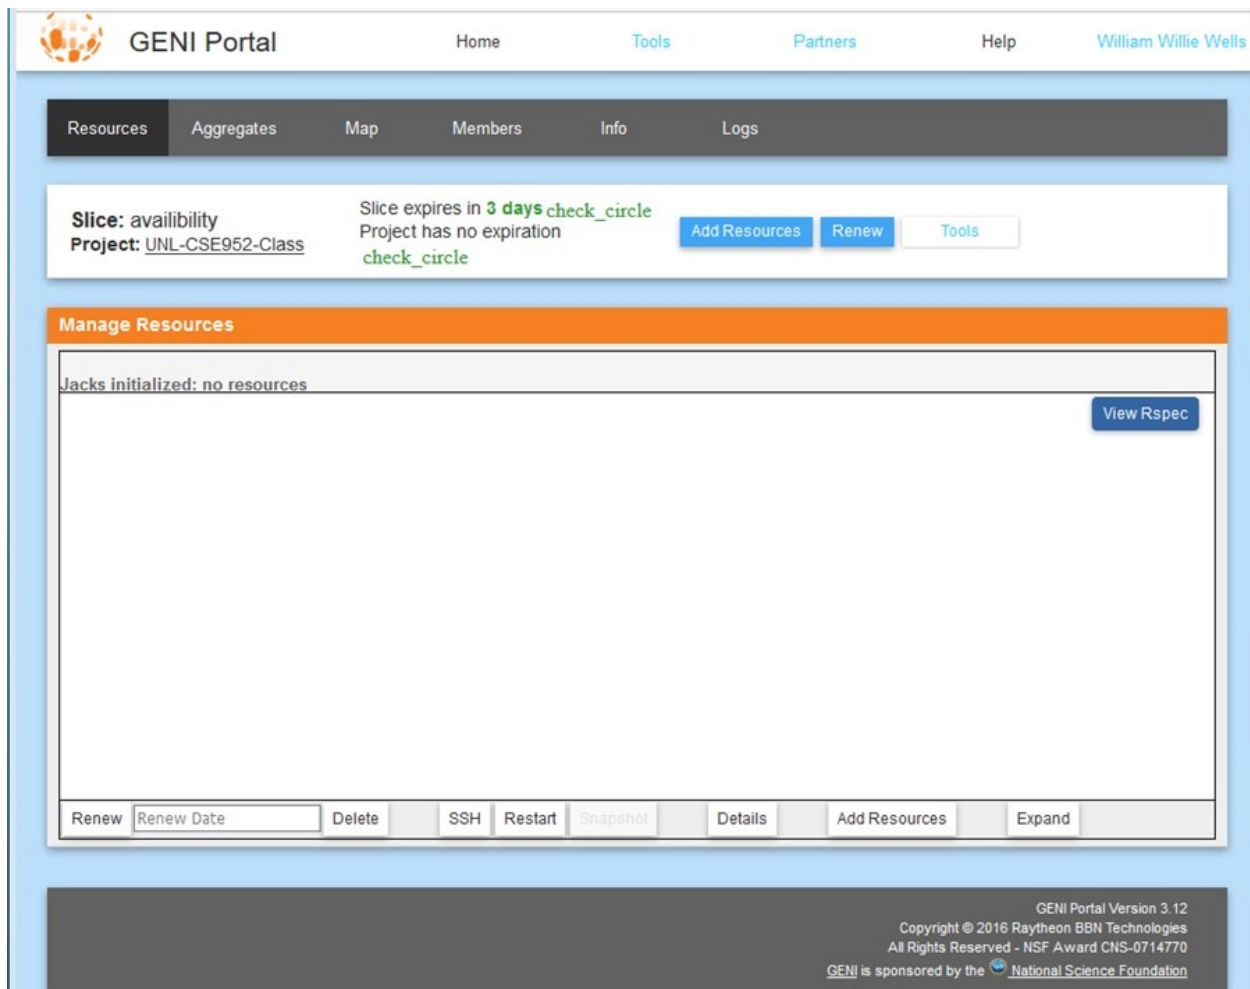 GENI Portal Home Tools Partners Help William Willie Wells
Resources Aggregates Map Members Info Logs
Slice: availibility
Project: UNL-CSE952-Class
Slice expires in 3 days check_circle
Project has no expiration
check_circle
Add Resources Renew Tools
Manage Resources
Jacks initialized: no resources
View Rspec
Renew Renew Date Delete SSH Restart Snapshot Details Add Resources Expand
GENI Portal Version 3.12
Copyright © 2016 Raytheon BBN Technologies
All Rights Reserved - NSF Award CNS-0714770
GENI is sponsored by the National Science Foundation